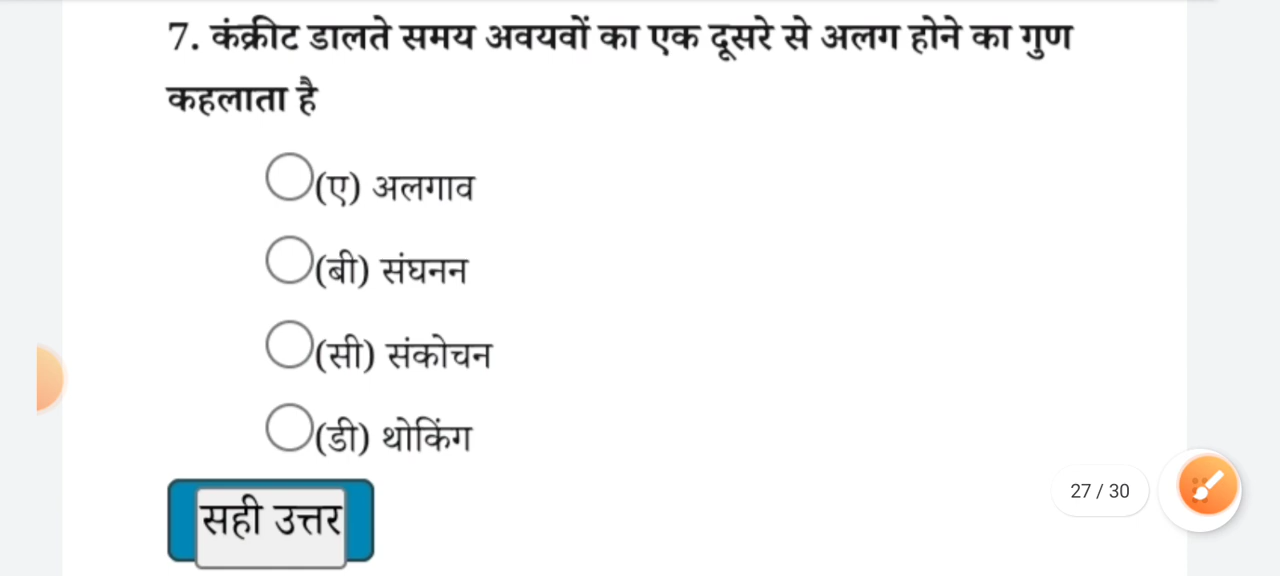 7. कंक्रीट डालते समय अवयवों का एक दूसरे से अलग होने का गुण
कहलाता है
(ए) अलगाव
(बी) संघनन
(सी) संकोचन
(डी) थोकिंग
सही उत्तर
27 / 30